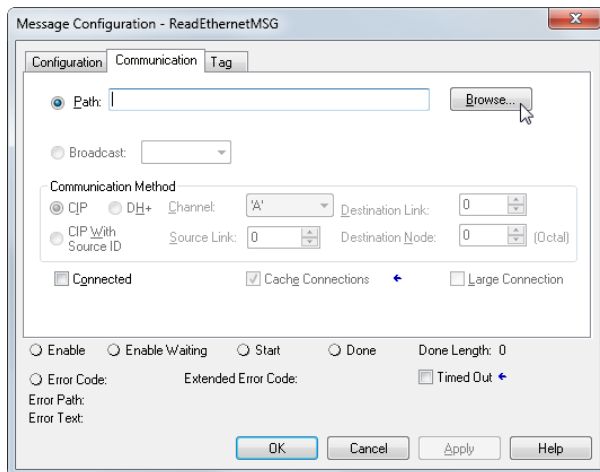 Message Configuration - ReadEthernetMSG
Configuration Communication Tag
Path: Browse...
Broadcast:
Communication Method
CIP DH+ Channel: 'A' Destination Link: 0
CIP With
Source ID Source Link: 0 Destination Node: 0 (Octal)
Connected Cache Connections Large Connection
Enable Enable Waiting Start Done Done Length: 0
Error Code: Extended Error Code: Timed Out
Error Path:
Error Text:
OK Cancel Apply Help